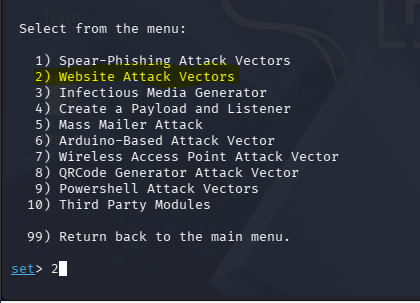 Select from the menu:
1) Spear-Phishing Attack Vectors
2) Website Attack Vectors
3) Infectious Media Generator
4) Create a Payload and Listener
5) Mass Mailer Attack
6) Arduino-Based Attack Vector
7) Wireless Access Point Attack Vector
8) QRCode Generator Attack Vector
9) Powershell Attack Vectors
10) Third Party Modules
99) Return back to the main menu.
set> 2